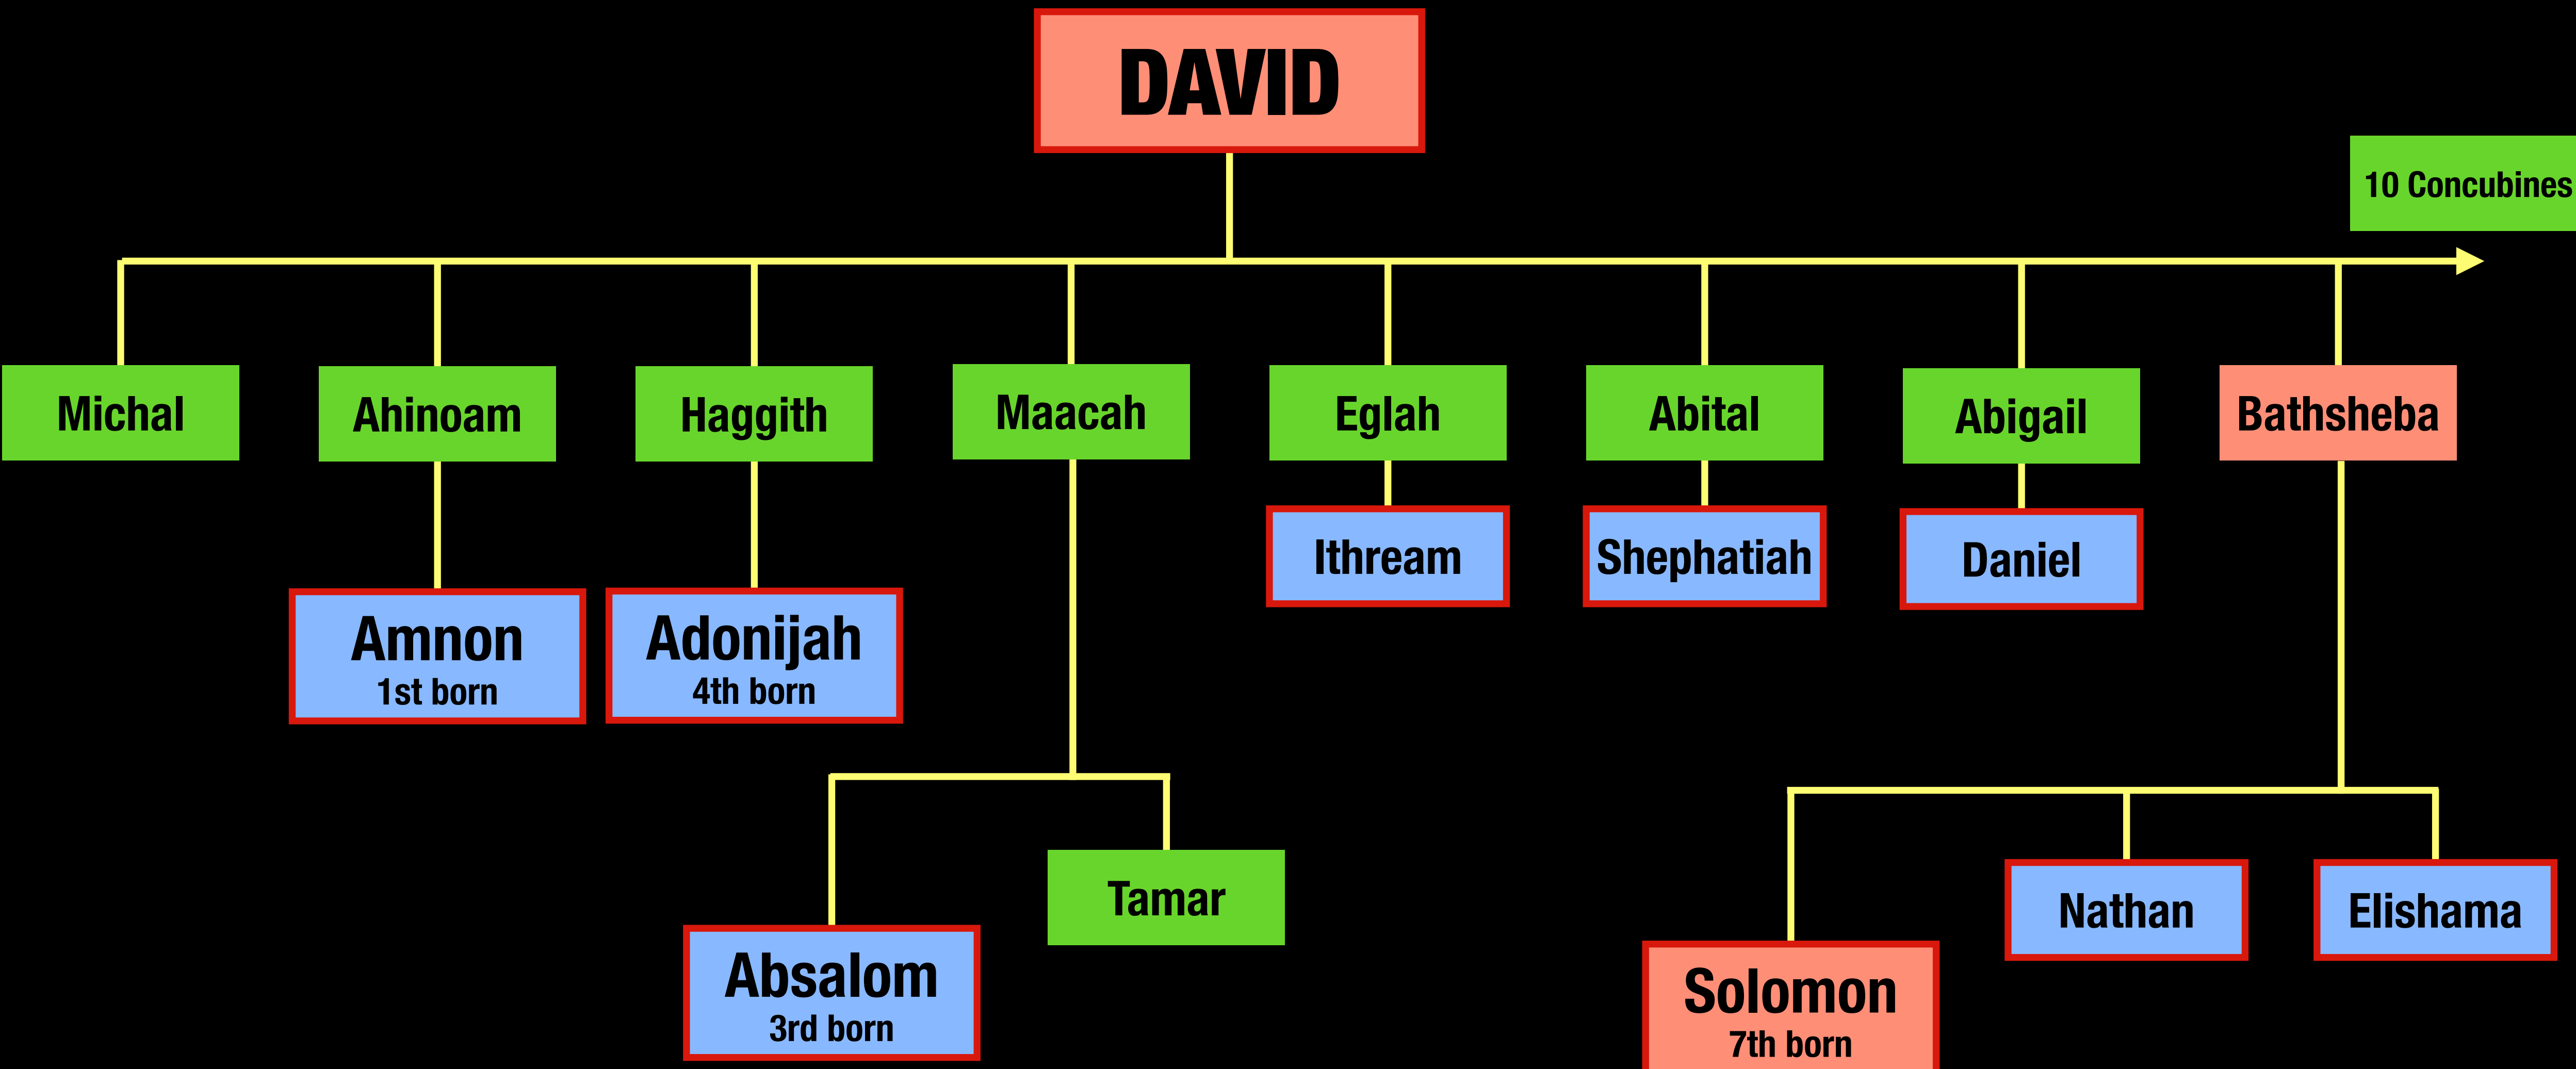 DAVID
10 Concubines
Michal
Ahinoam
Haggith
Maacah
Eglah
Abital
Abigail
Bathsheba
Ithream
Shephatiah
Daniel
Amnon
1st born
Adonijah
4th born
Tamar
Nathan
Elishama
Absalom
3rd born
Solomon
7th born